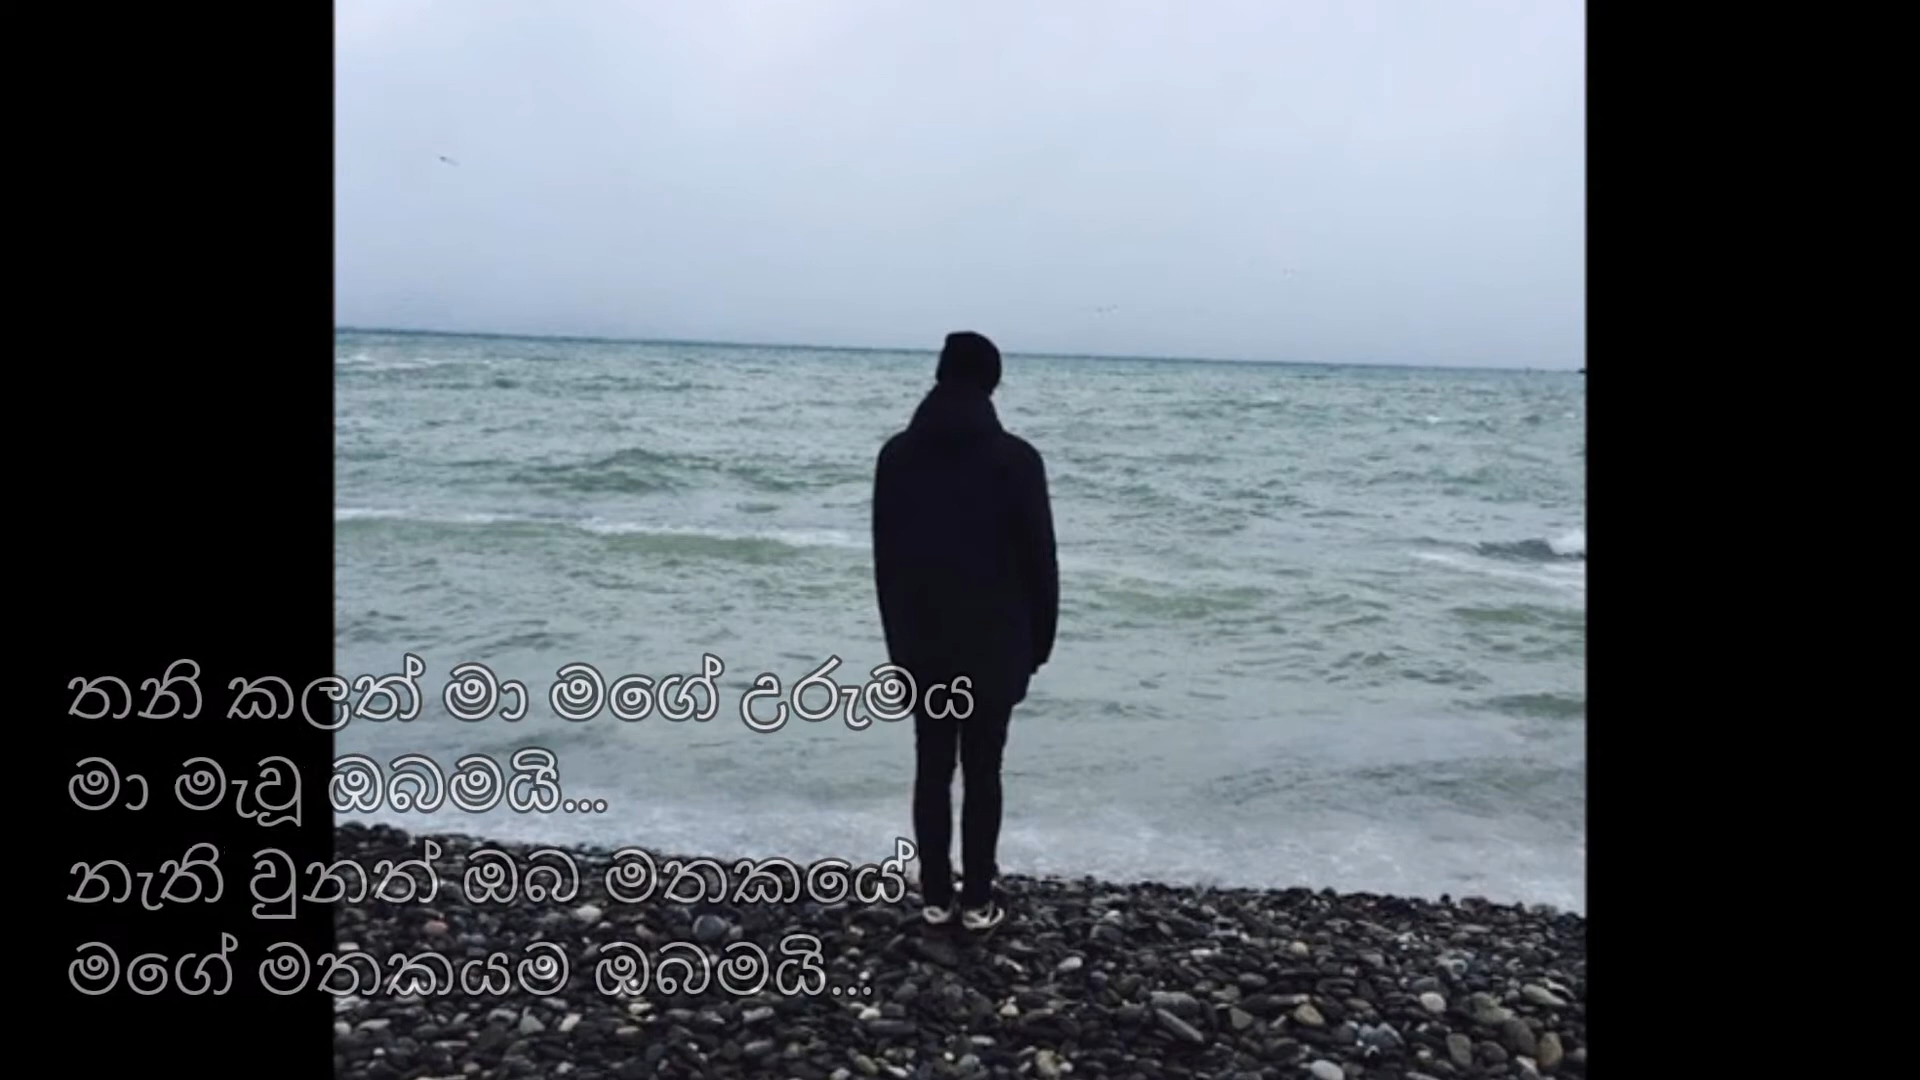 තනි කලත් මා මගේ උරුමය
මා මැවූ ඔබමයි...
නැති වුනත් ඔබ මතකයේ
මගේ මතකයම ඔබමයි...